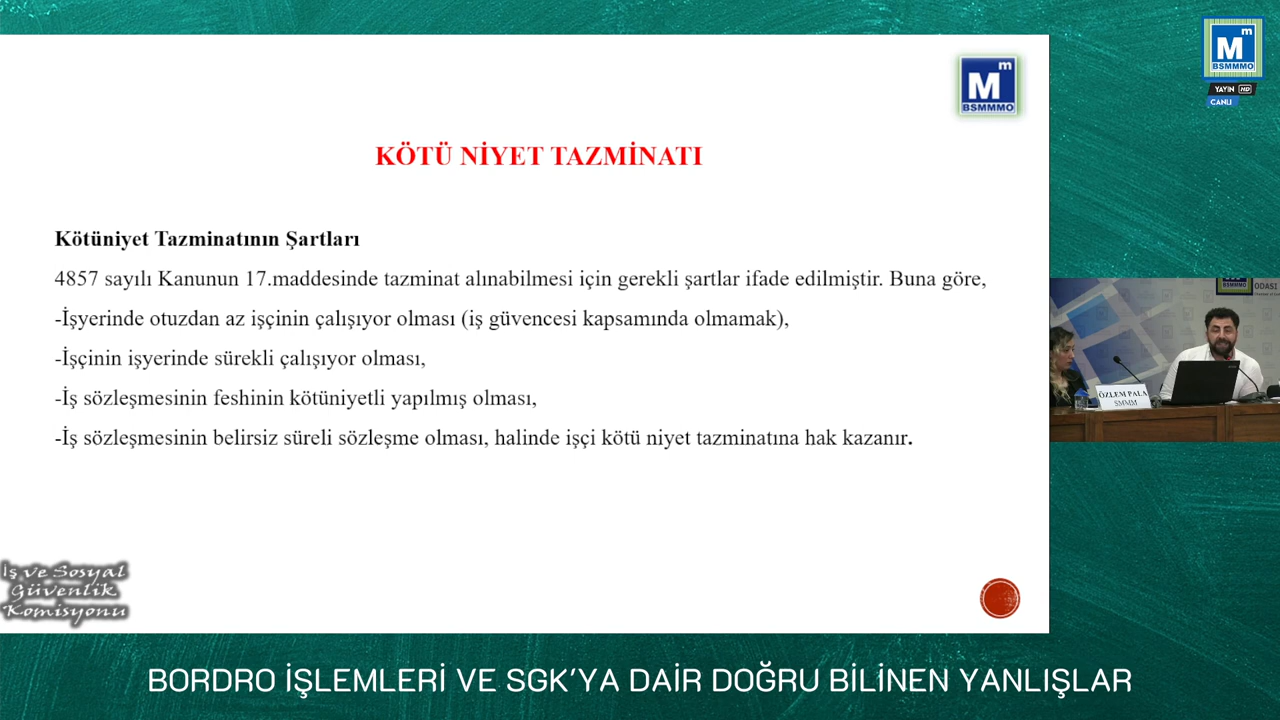 M m
BSMMMO
YAYIN HD
CANLI
M m
BSMMMO
KÖTÜ NİYET TAZMİNATI
Kötüniyet Tazminatının Şartları
4857 sayılı Kanunun 17.maddesinde tazminat alınabilmesi için gerekli şartlar ifade edilmiştir. Buna göre,
-İşyerinde otuzdan az işçinin çalışıyor olması (iş güvencesi kapsamında olmamak),
-İşçinin işyerinde sürekli çalışıyor olması,
-İş sözleşmesinin feshinin kötüniyetli yapılmış olması,
-İş sözleşmesinin belirsiz süreli sözleşme olması, halinde işçi kötü niyet tazminatına hak kazanır.
BSMMMO
ODASI
ÖZLEM PALA
SMMM
İş ve Sosyal
Güvenlik
Komisyonu
BORDRO İŞLEMLERİ VE SGK'YA DAİR DOĞRU BİLİNEN YANLIŞLAR